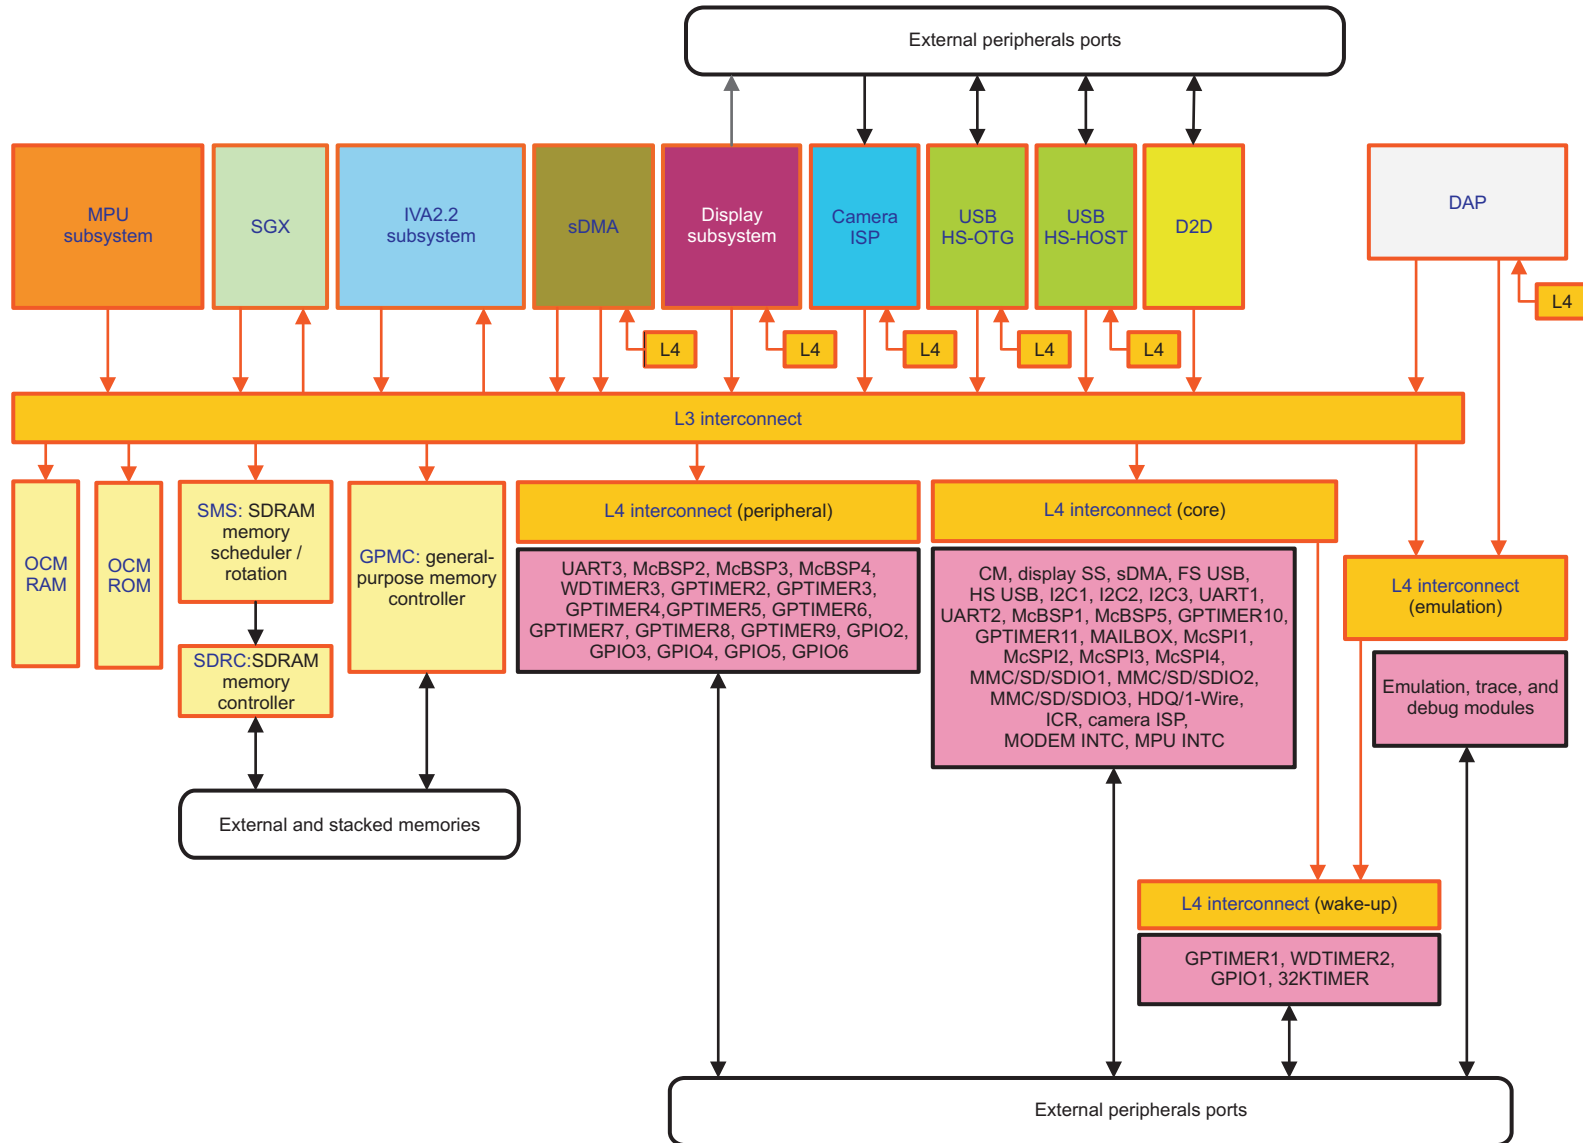 External peripherals ports
MPU
subsystem
SGX
IVA2.2
subsystem
sDMA
Display
subsystem
Camera
ISP
USB
HS-OTG
USB
HS-HOST
D2D
DAP
L4
L4
L4
L4
L4
L4
L3 interconnect
OCM
RAM
OCM
ROM
SMS: SDRAM
memory
scheduler /
rotation
SDRC:SDRAM
memory
controller
GPMC: general-
purpose memory
controller
External and stacked memories
L4 interconnect (peripheral)
UART3, McBSP2, McBSP3, McBSP4,
WDTIMER3, GPTIMER2, GPTIMER3,
GPTIMER4,GPTIMER5, GPTIMER6,
GPTIMER7, GPTIMER8, GPTIMER9, GPIO2,
GPIO3, GPIO4, GPIO5, GPIO6
L4 interconnect (core)
CM, display SS, sDMA, FS USB,
HS USB, I2C1, I2C2, I2C3, UART1,
UART2, McBSP1, McBSP5, GPTIMER10,
GPTIMER11, MAILBOX, McSPI1,
McSPI2, McSPI3, McSPI4,
MMC/SD/SDIO1, MMC/SD/SDIO2,
MMC/SD/SDIO3, HDQ/1-Wire,
ICR, camera ISP,
MODEM INTC, MPU INTC
L4 interconnect
(emulation)
Emulation, trace, and
debug modules
L4 interconnect (wake-up)
GPTIMER1, WDTIMER2,
GPIO1, 32KTIMER
External peripherals ports